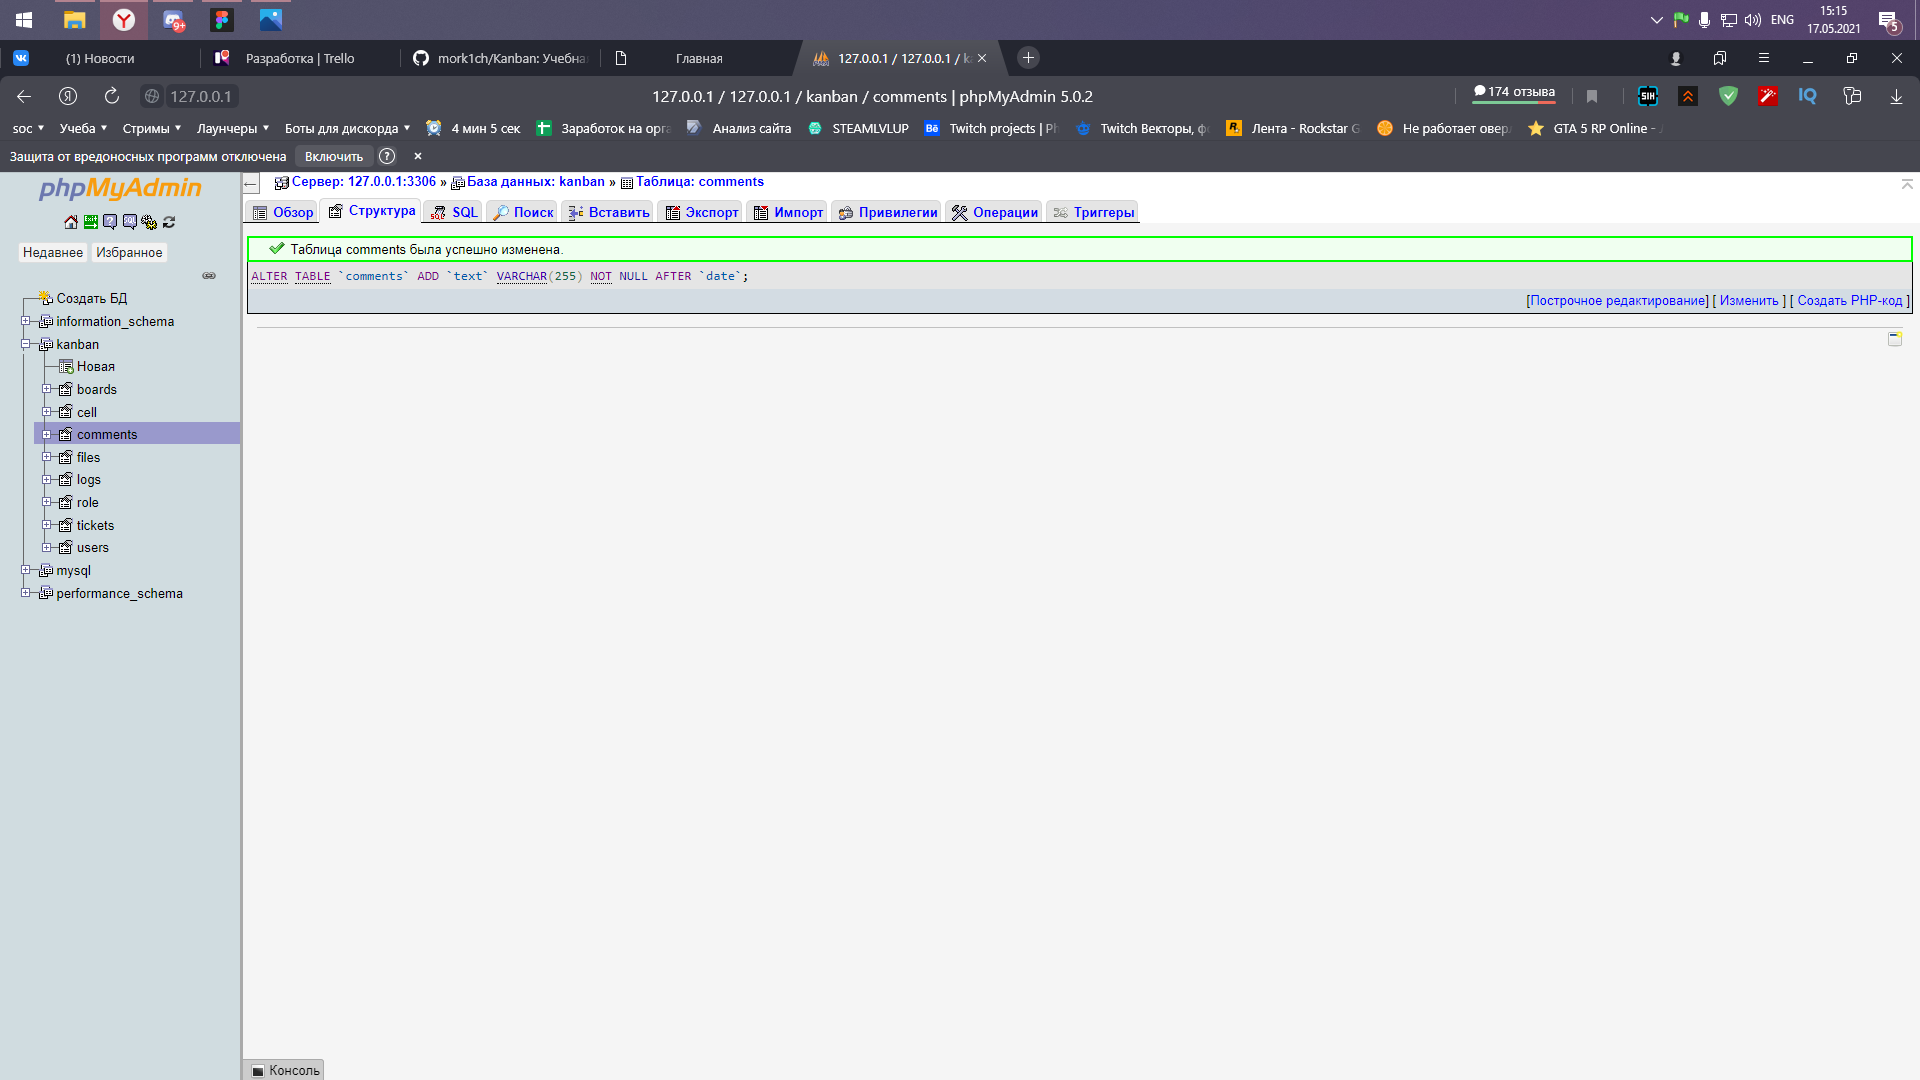 ENG
15:15
17.05.2021
5
9+
(1) Новости
Разработка | Trello
mork1ch/Kanban: Учебна
Главная
127.0.0.1 / 127.0.0.1 / k
127.0.0.1
127.0.0.1 / 127.0.0.1 / kanban / comments | phpMyAdmin 5.0.2
174 отзыва
SIH
IQ
soc
Учеба
Стримы
Лаунчеры
Боты для дискорда
4 мин 5 сек
Заработок на орга
Анализ сайта
STEAMLVLUP
Twitch projects | Ph
Twitch Векторы, фо
Лента - Rockstar G
Не работает овер
GTA 5 RP Online -
Защита от вредоносных программ отключена
Включить
phpMyAdmin
Сервер: 127.0.0.1:3306 » База данных: kanban » Таблица: comments
Обзор
Структура
SQL
Поиск
Вставить
Экспорт
Импорт
Привилегии
Операции
Триггеры
Недавнее
Избранное
Таблица comments была успешно изменена.
ALTER TABLE `comments` ADD `text` VARCHAR(255) NOT NULL AFTER `date`;
[Построчное редактирование] [ Изменить ] [ Создать PHP-код ]
Создать БД
information_schema
kanban
Новая
boards
cell
comments
files
logs
role
tickets
users
mysql
performance_schema
Консоль